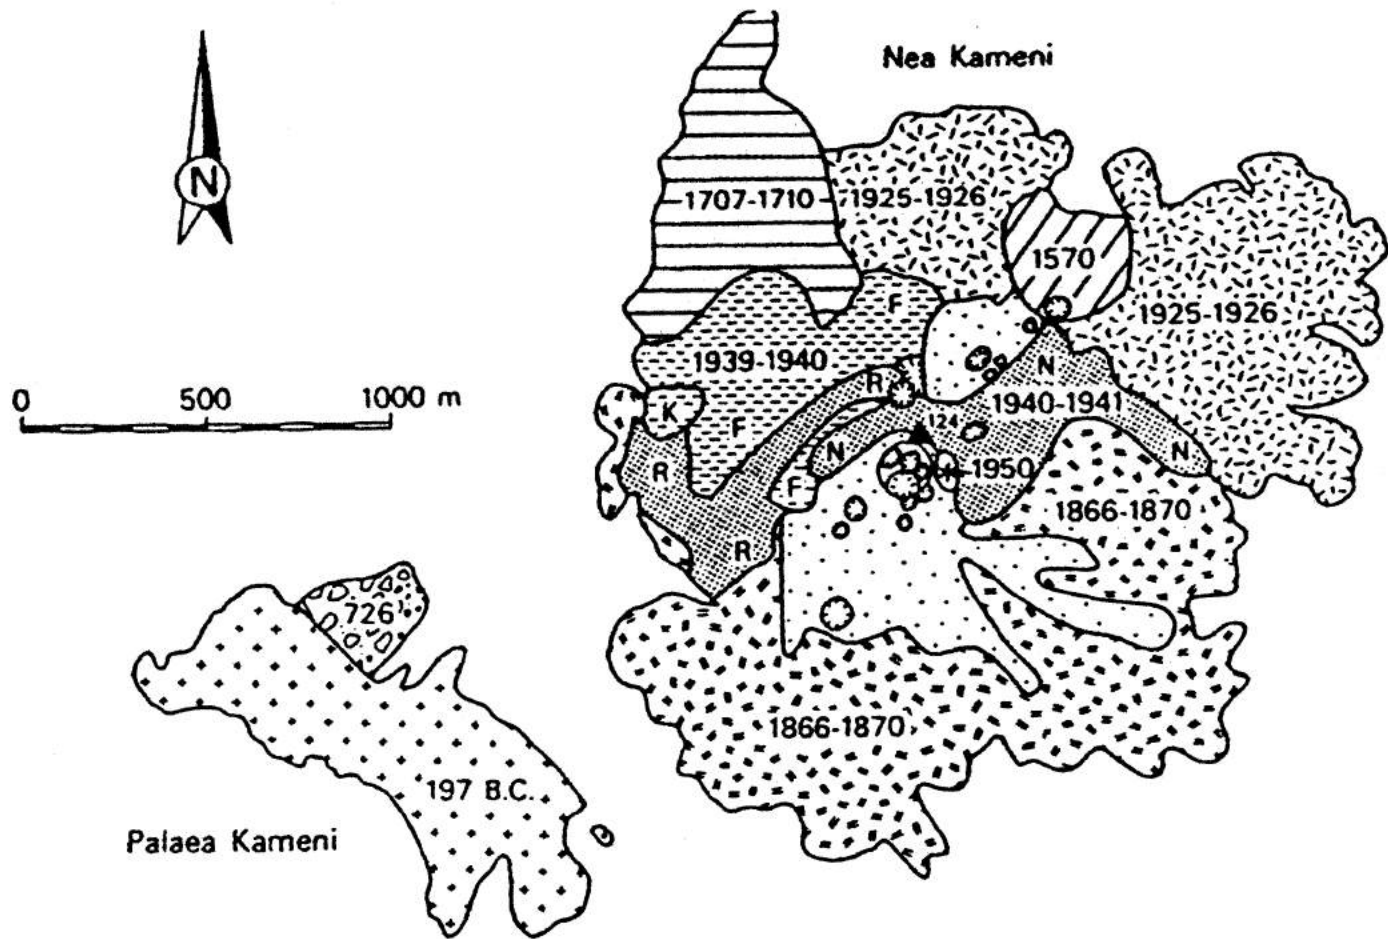 Nea Kameni
N
1707-1710
1925-1926
1570
1925-1926
F
1939-1940
R
N
0 500 1000 m
K
F
1940-1941
124
R
N
N
F
1950
1866-1870
R
726
1866-1870
197 B.C.
Palaea Kameni